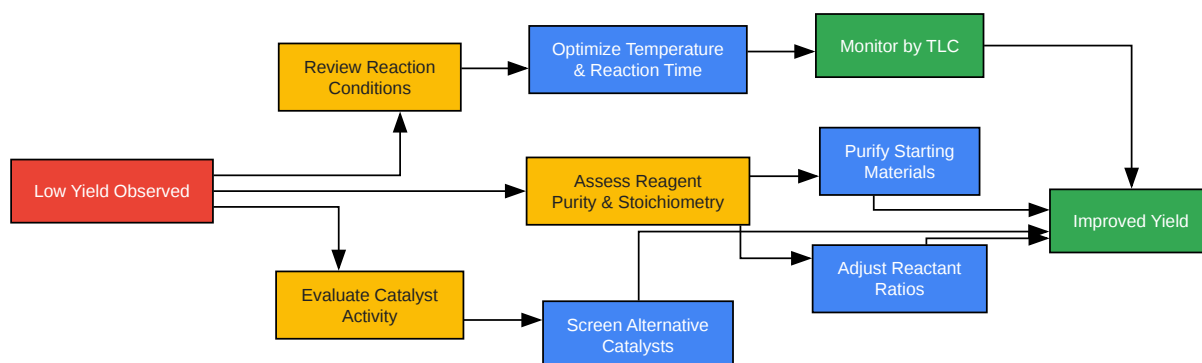 Low Yield Observed
Review Reaction
Conditions
Optimize Temperature
& Reaction Time
Monitor by TLC
Assess Reagent
Purity & Stoichiometry
Purify Starting
Materials
Adjust Reactant
Ratios
Evaluate Catalyst
Activity
Screen Alternative
Catalysts
Improved Yield